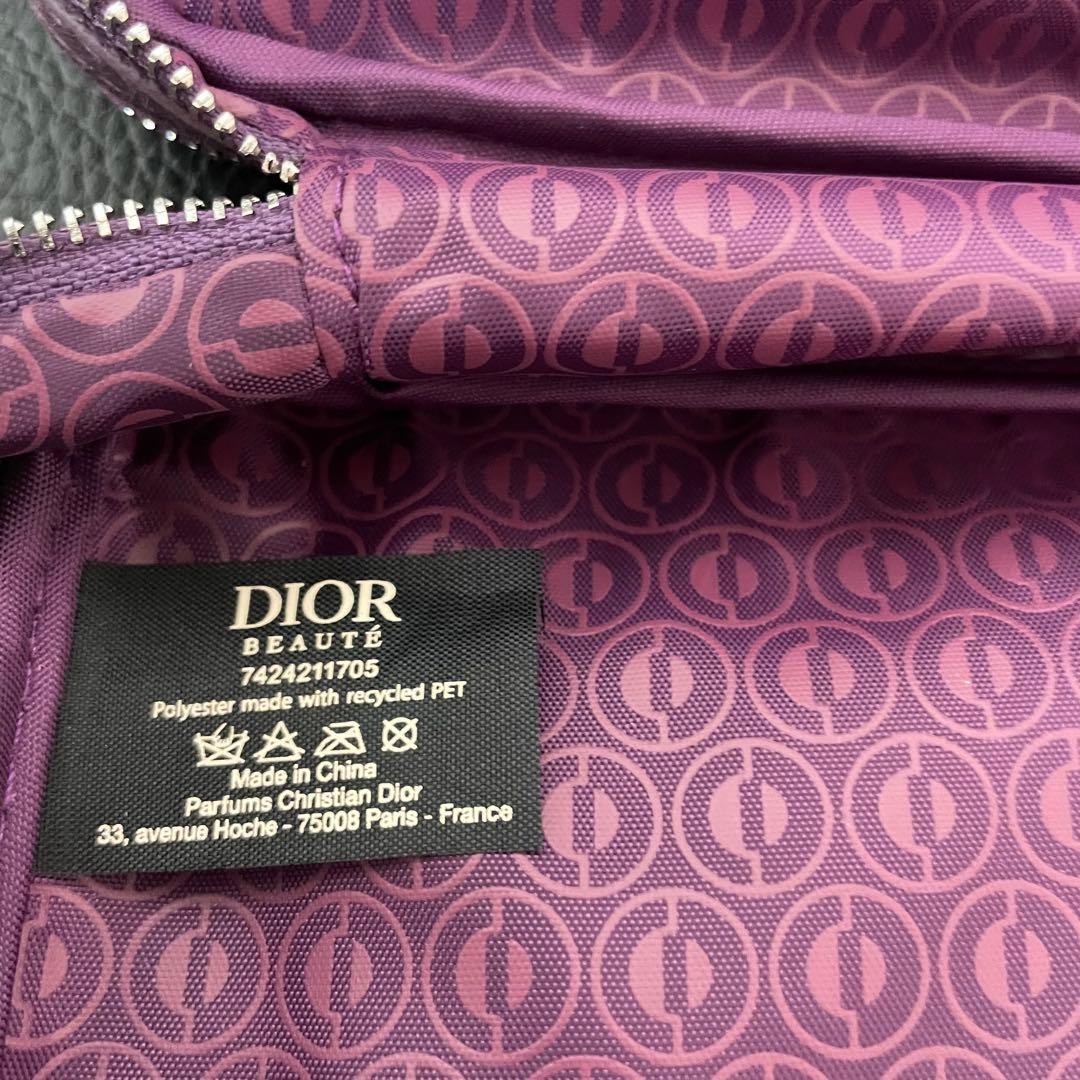 DIOR
BEAUTÉ
7424211705
Polyester made with recycled PET
Made in China
Parfums Christian Dior
33, avenue Hoche - 75008 Paris - France